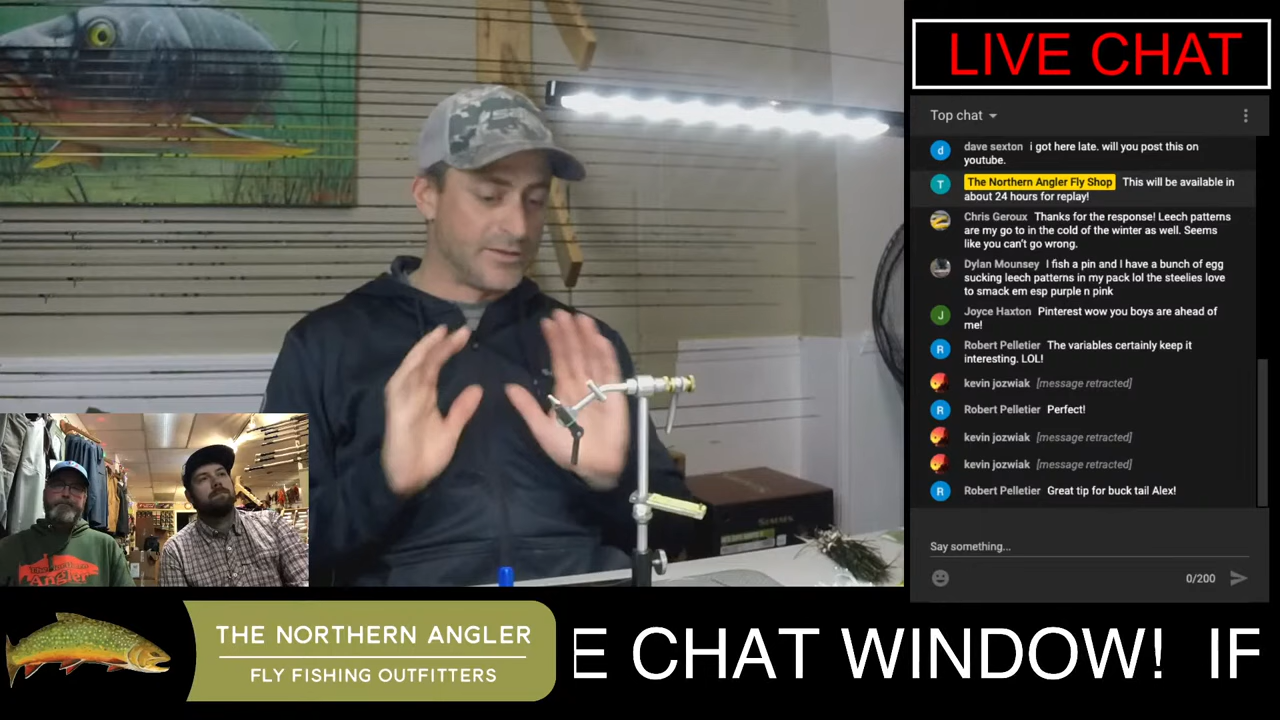 LIVE CHAT
Top chat
dave sexton i got here late. will you post this on
youtube.
The Northern Angler Fly Shop This will be available in
about 24 hours for replay!
Chris Geroux Thanks for the response! Leech patterns
are my go to in the cold of the winter as well. Seems
like you can't go wrong.
Dylan Mounsey I fish a pin and I have a bunch of egg
sucking leech patterns in my pack lol the steelies love
to smack em esp purple n pink
Joyce Haxton Pinterest wow you boys are ahead of
me!
Robert Pelletier The variables certainly keep it
interesting. LOL!
kevin jozwiak [message retracted]
Robert Pelletier Perfect!
kevin jozwiak [message retracted]
kevin jozwiak [message retracted]
Robert Pelletier Great tip for buck tail Alex!
Say something...
0/200
SIMMS
Angler
THE NORTHERN ANGLER
FLY FISHING OUTFITTERS
E CHAT WINDOW! IF